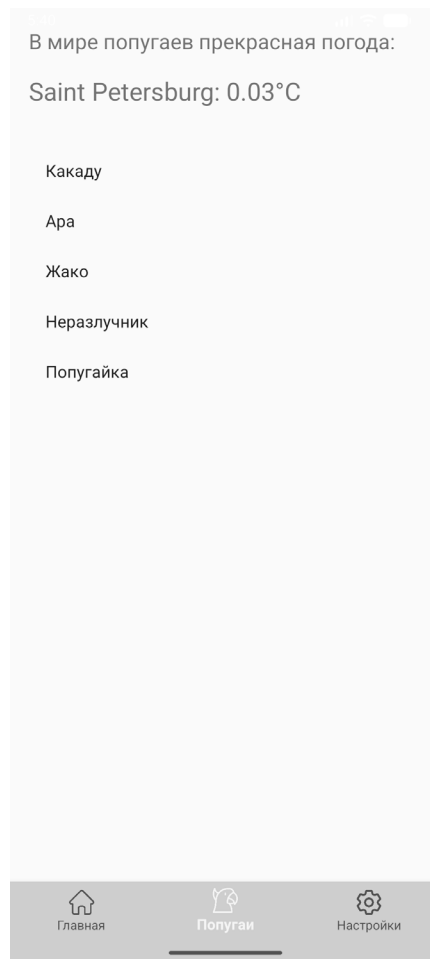 В мире попугаев прекрасная погода:
Saint Petersburg: 0.03°C
Какаду
Ара
Жако
Неразлучник
Попугайка
Главная
Попугаи
Настройки